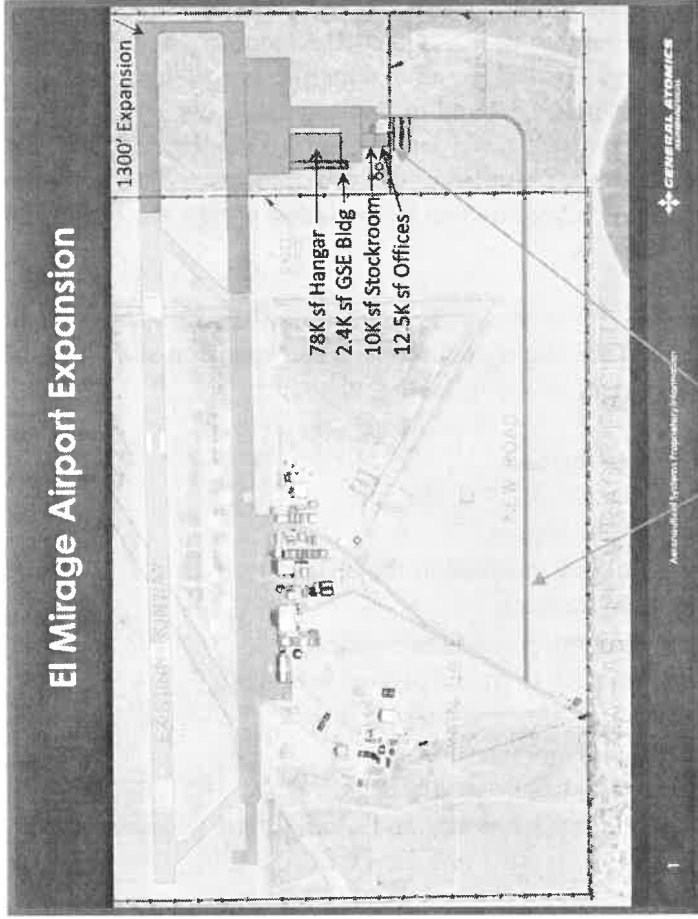 El Mirage Airport Expansion
1300' Expansion
EXISTING RUNWAY
78K sf Hangar
2.4K sf GSE Bldg
10K sf Stockroom
12.5K sf Offices
NEW ROAD
1
Aeronautical Systems Proprietary Information
GENERAL ATOMICS
AERONAUTICAL